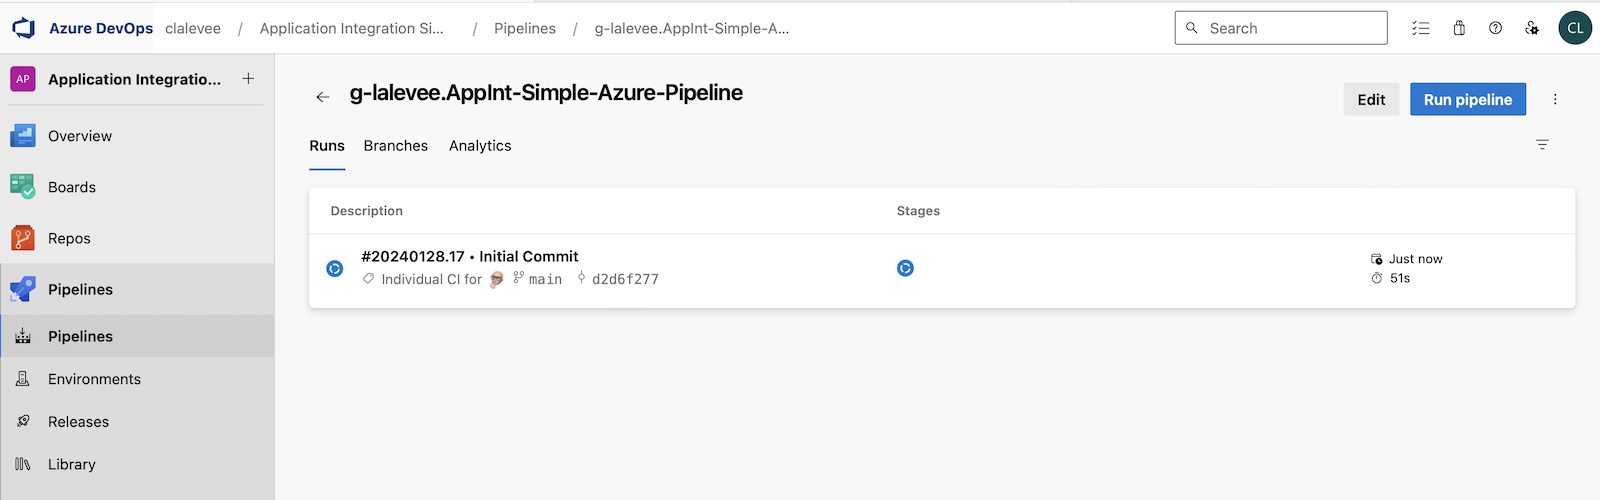 Azure DevOps clalevee / Application Integration Si... / Pipelines / g-lalevee.AppInt-Simple-A...
Search
CL
AP Application Integratio... +
Overview
Boards
Repos
Pipelines
Pipelines
Environments
Releases
Library
← g-lalevee.AppInt-Simple-Azure-Pipeline
Edit Run pipeline
Runs Branches Analytics
Description Stages
#20240128.17 • Initial Commit
Individual CI for main d2d6f277
Just now
51s